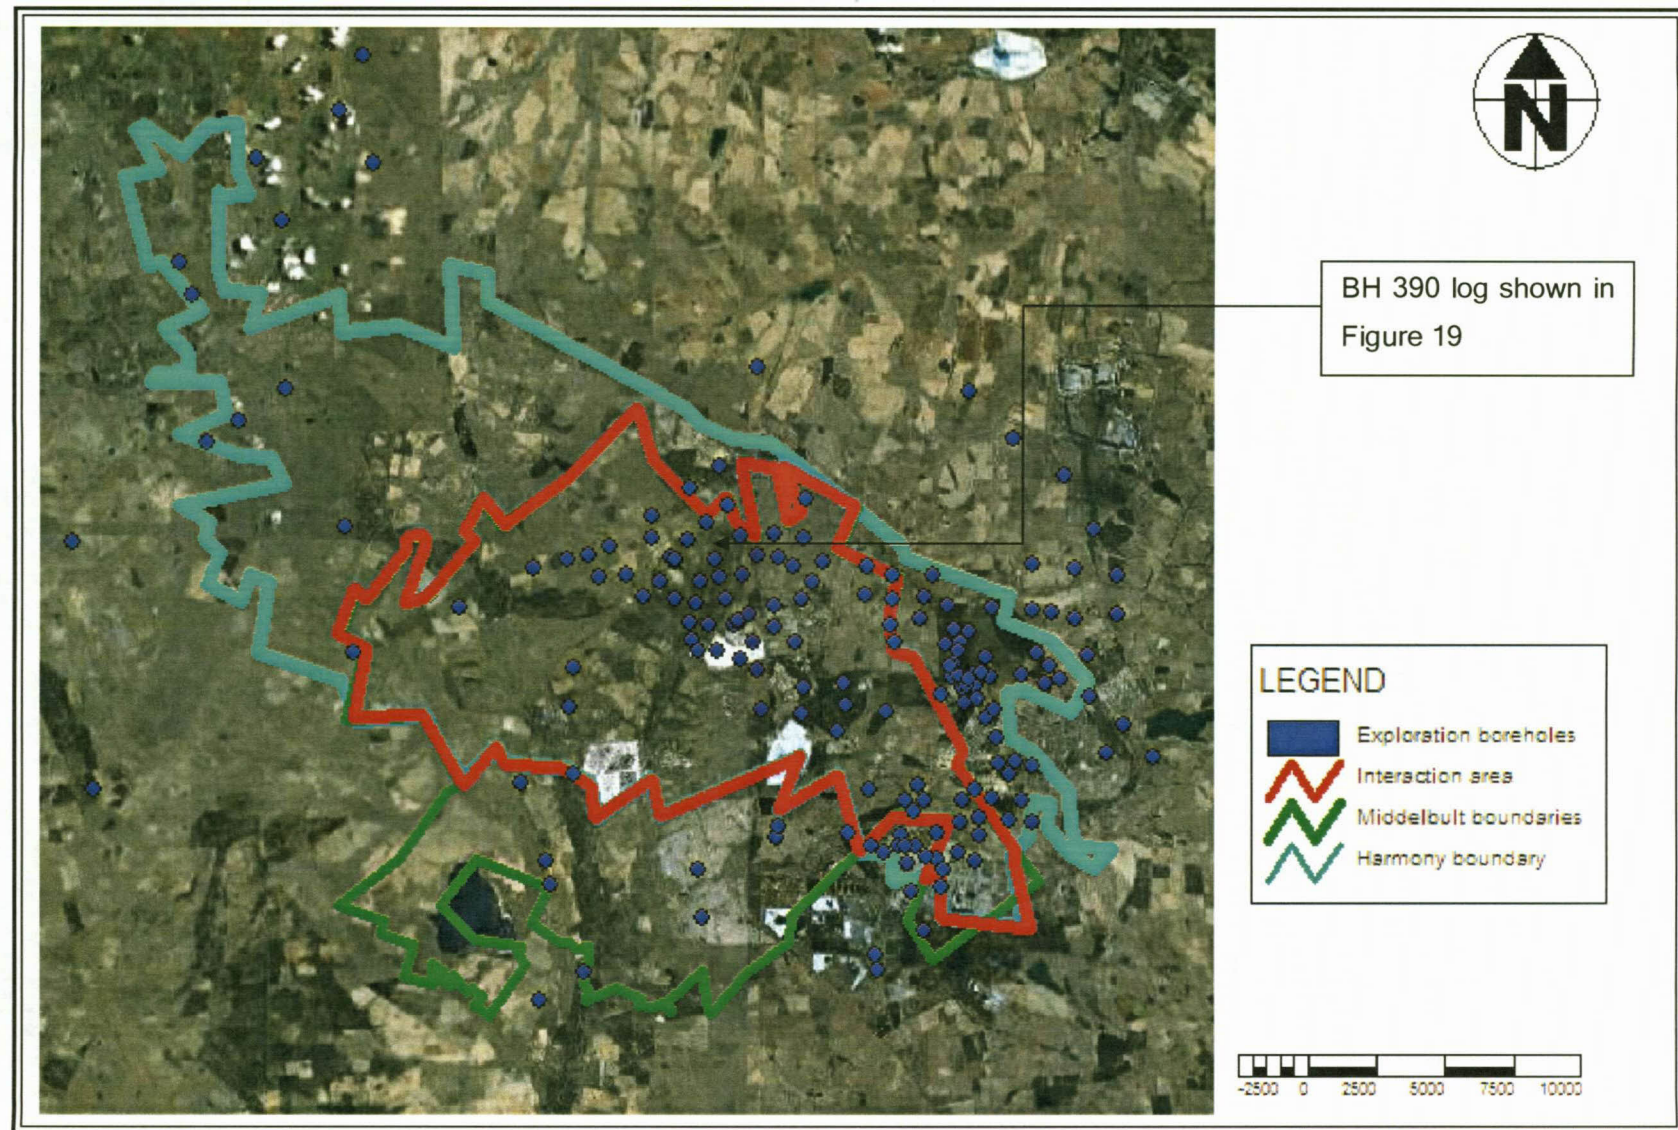 N
BH 390 log shown in
Figure 19
LEGEND
Exploration boreholes
Interaction area
Middelbult boundaries
Harmony boundary
-2500 0 2500 5000 7500 10000